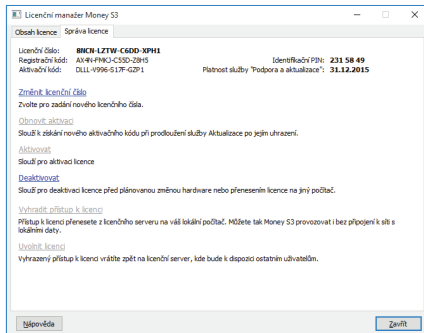 Licenční manažer Money S3
Obsah licence Správa licence
Licenční číslo: 8NCN-LZTW-C6DD-XPH1
Registrační kód: AX4N-FMKJ-C55D-Z8H5 Identifikační PIN: 231 58 49
Aktivační kód: DLLL-V996-S17F-GZP1 Platnost služby "Podpora a aktualizace": 31.12.2015
Změnit licenční číslo
Zvolte pro zadání nového licenčního čísla.
Obnovit aktivaci
Slouží k získání nového aktivačního kódu při prodloužení služby Aktualizace po jejím uhrazení.
Aktivovat
Slouží pro aktivaci licence
Deaktivovat
Slouží pro deaktivaci licence před plánovanou změnou hardware nebo přenesením licence na jiný počítač.
Vyhradit přístup k licenci
Přístup k licenci přenesete z licenčního serveru na váš lokální počítač. Můžete tak Money S3 provozovat i bez připojení k síti s
lokálními daty.
Uvolnit licenci
Vyhrazený přístup k licenci vrátíte zpět na licenční server, kde bude k dispozici ostatním uživatelům.
Nápověda Zavřít